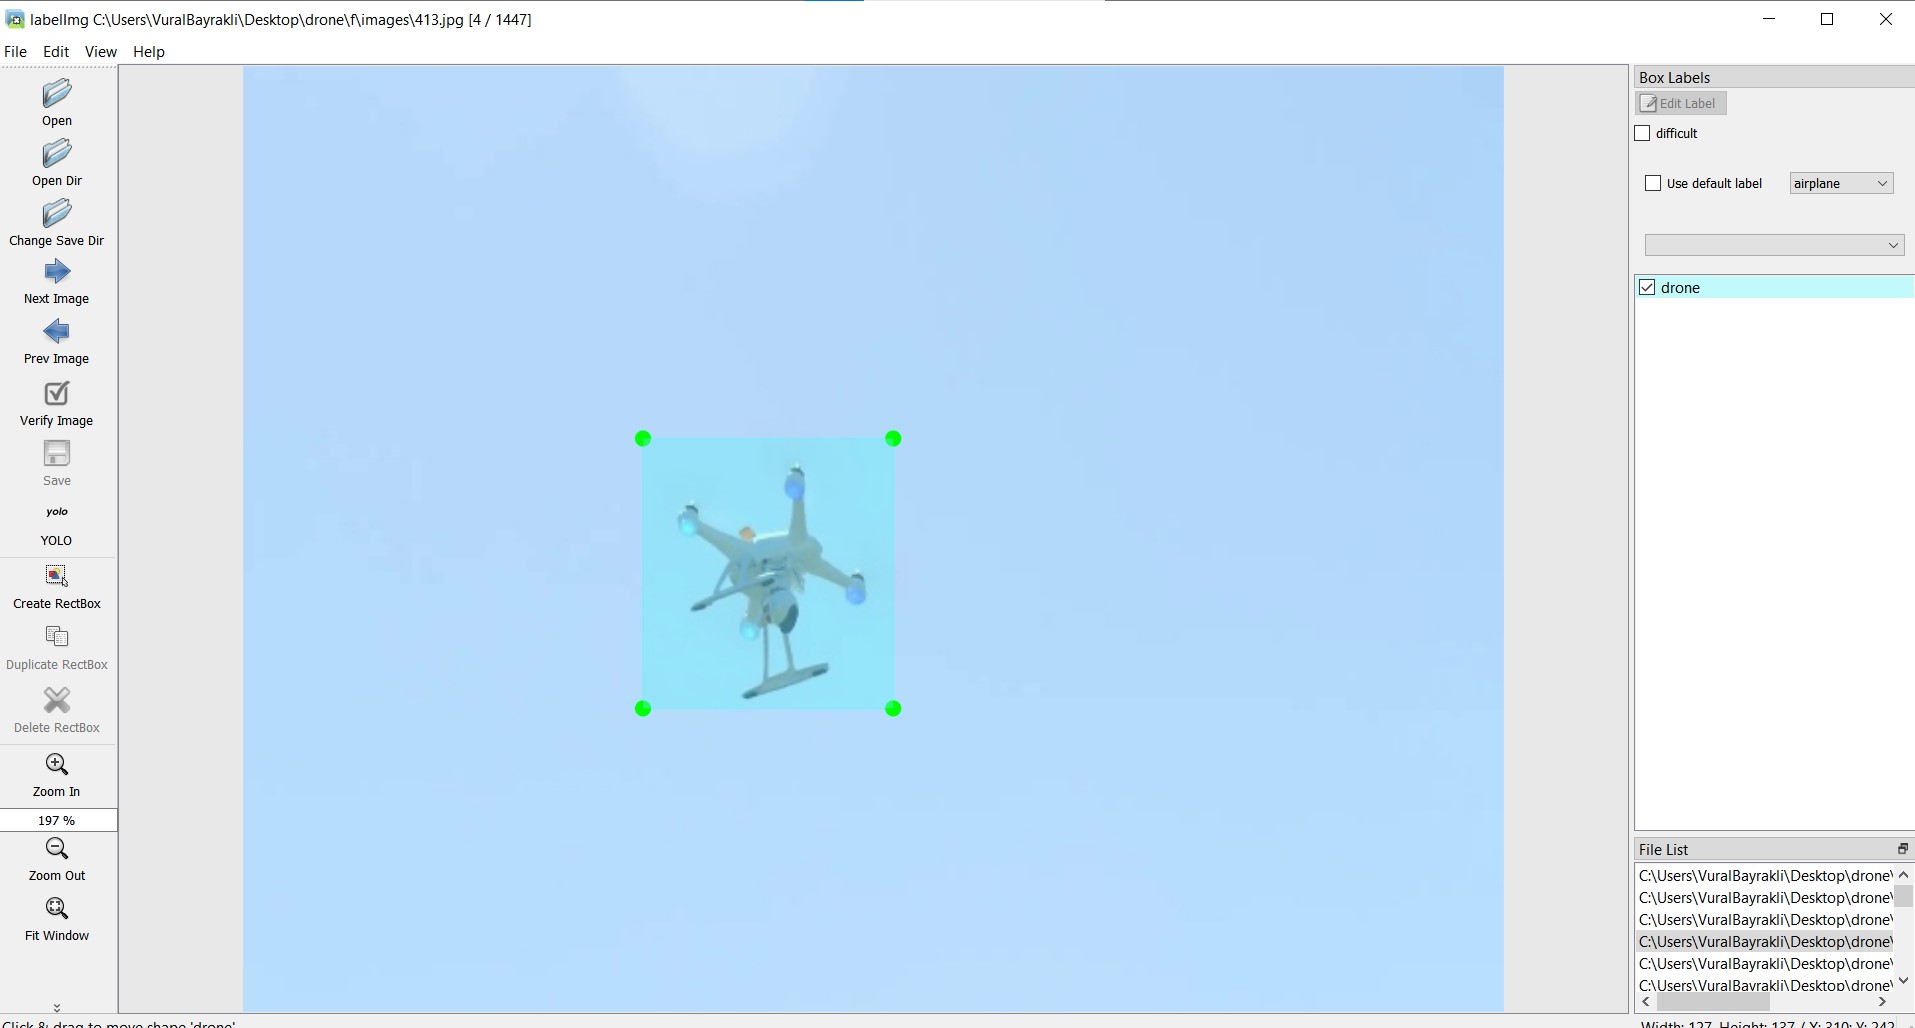 labelImg C:\Users\VuralBayrakli\Desktop\drone\f\images\413.jpg [4 / 1447]
File Edit View Help
Open
Open Dir
Change Save Dir
Next Image
Prev Image
Verify Image
Save
yolo
YOLO
Create RectBox
Duplicate RectBox
Delete RectBox
Zoom In
197 %
Zoom Out
Fit Window
Box Labels
Edit Label
difficult
Use default label airplane
drone
File List
C:\Users\VuralBayrakli\Desktop\drone\
C:\Users\VuralBayrakli\Desktop\drone\
C:\Users\VuralBayrakli\Desktop\drone\
C:\Users\VuralBayrakli\Desktop\drone\
C:\Users\VuralBayrakli\Desktop\drone\
C:\Users\VuralBayrakli\Desktop\drone\
Click & drag to move shape 'drone'
Width: 127, Height: 137 / X: 310; Y: 242